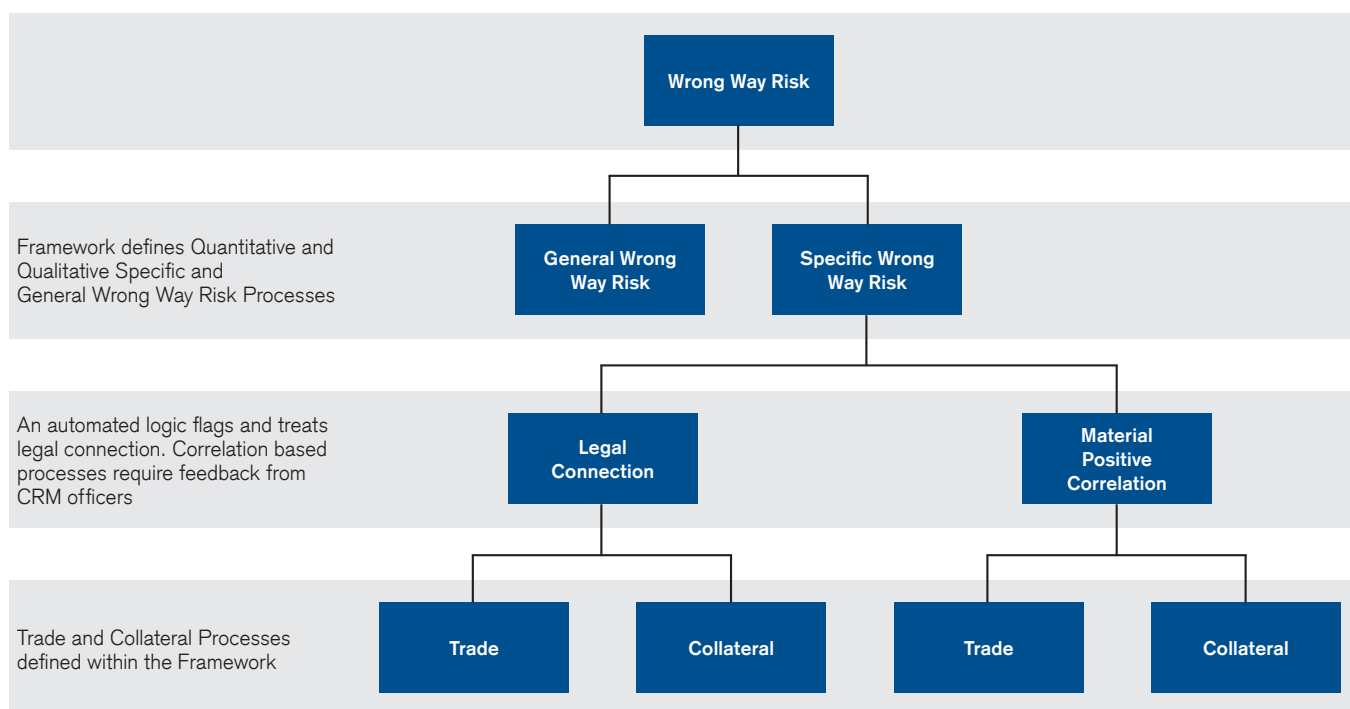 Wrong Way Risk
Framework defines Quantitative and
Qualitative Specific and
General Wrong Way Risk Processes
General Wrong
Way Risk
Specific Wrong
Way Risk
An automated logic flags and treats
legal connection. Correlation based
processes require feedback from
CRM officers
Legal
Connection
Material
Positive
Correlation
Trade and Collateral Processes
defined within the Framework
Trade
Collateral
Trade
Collateral